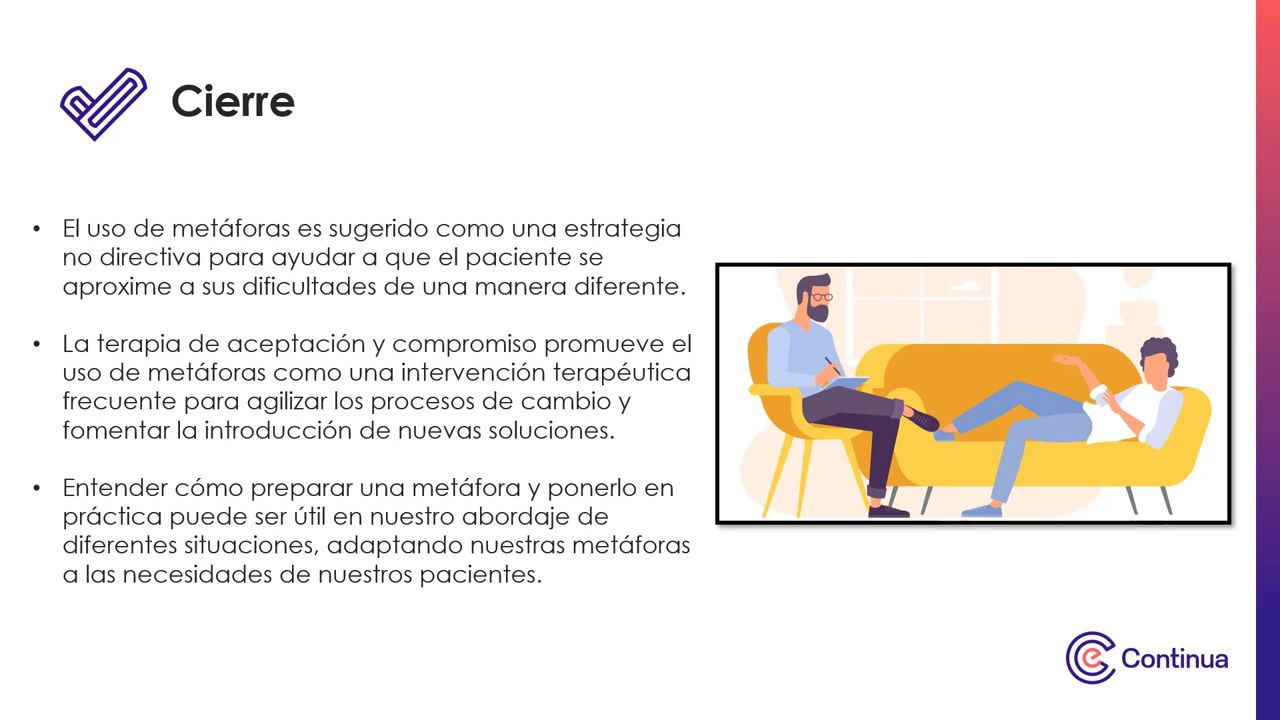 Cierre
• El uso de metáforas es sugerido como una estrategia
no directiva para ayudar a que el paciente se
aproxime a sus dificultades de una manera diferente.
• La terapia de aceptación y compromiso promueve el
uso de metáforas como una intervención terapéutica
frecuente para agilizar los procesos de cambio y
fomentar la introducción de nuevas soluciones.
• Entender cómo preparar una metáfora y ponerlo en
práctica puede ser útil en nuestro abordaje de
diferentes situaciones, adaptando nuestras metáforas
a las necesidades de nuestros pacientes.
e Continua